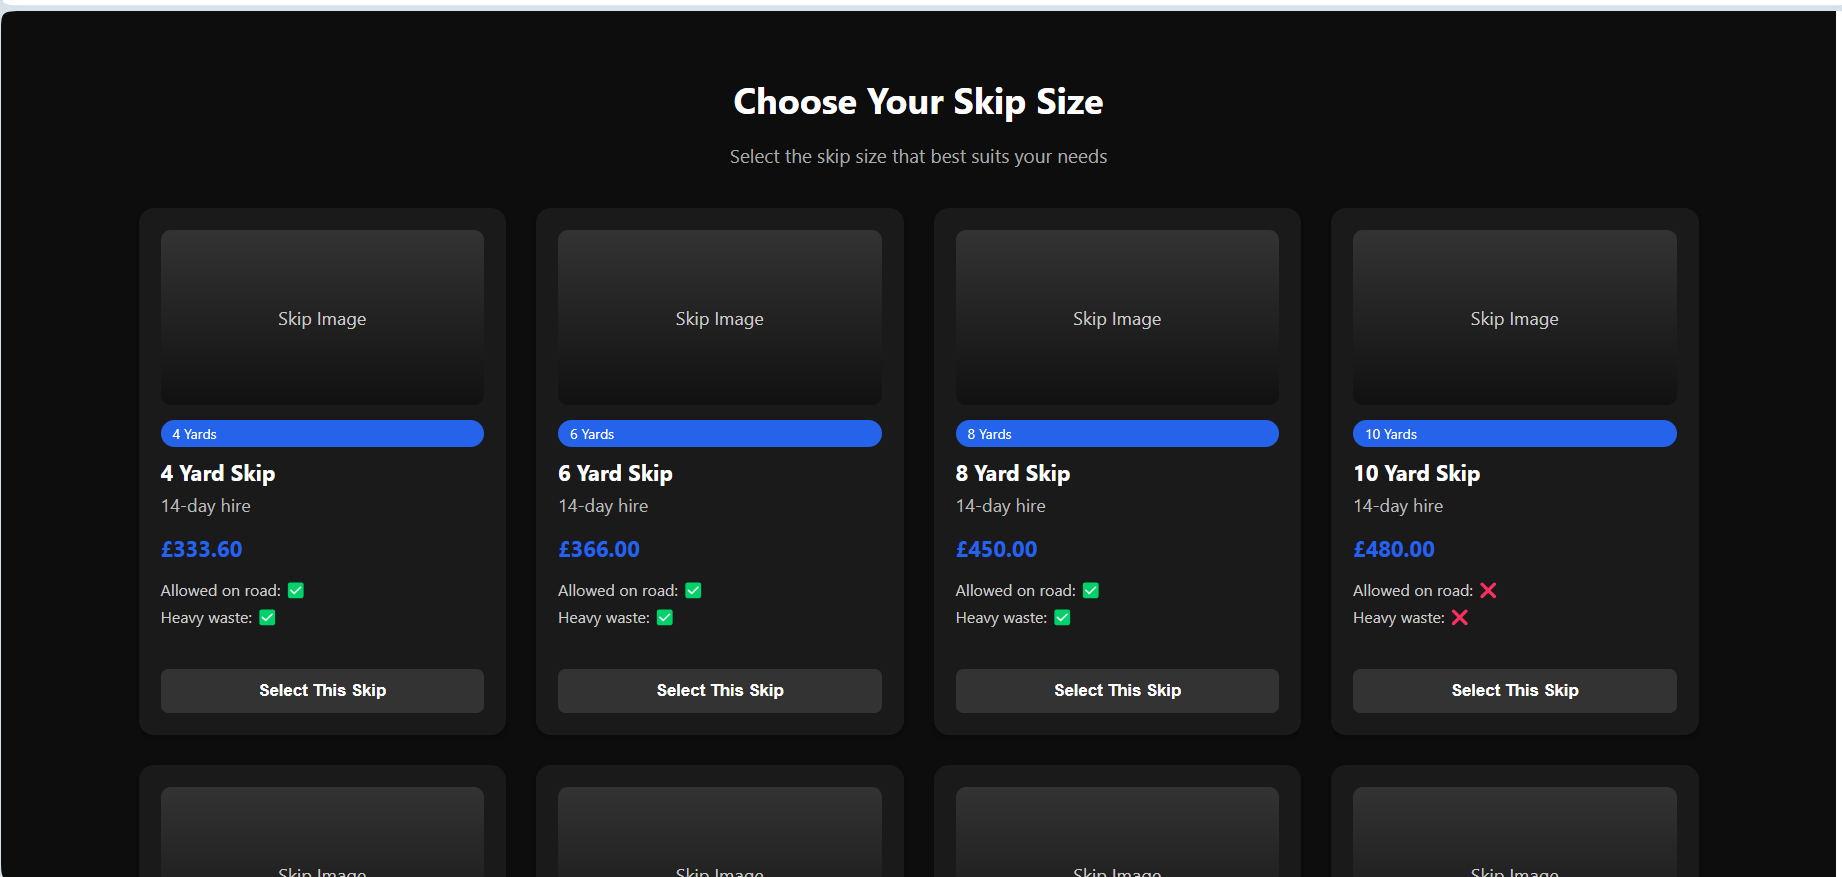 Choose Your Skip Size
Select the skip size that best suits your needs
Skip Image
4 Yards
4 Yard Skip
14-day hire
£333.60
Allowed on road: ✅
Heavy waste: ✅
Select This Skip
Skip Image
6 Yards
6 Yard Skip
14-day hire
£366.00
Allowed on road: ✅
Heavy waste: ✅
Select This Skip
Skip Image
8 Yards
8 Yard Skip
14-day hire
£450.00
Allowed on road: ✅
Heavy waste: ✅
Select This Skip
Skip Image
10 Yards
10 Yard Skip
14-day hire
£480.00
Allowed on road: ❌
Heavy waste: ❌
Select This Skip
Skip Image
Skip Image
Skip Image
Skip Image